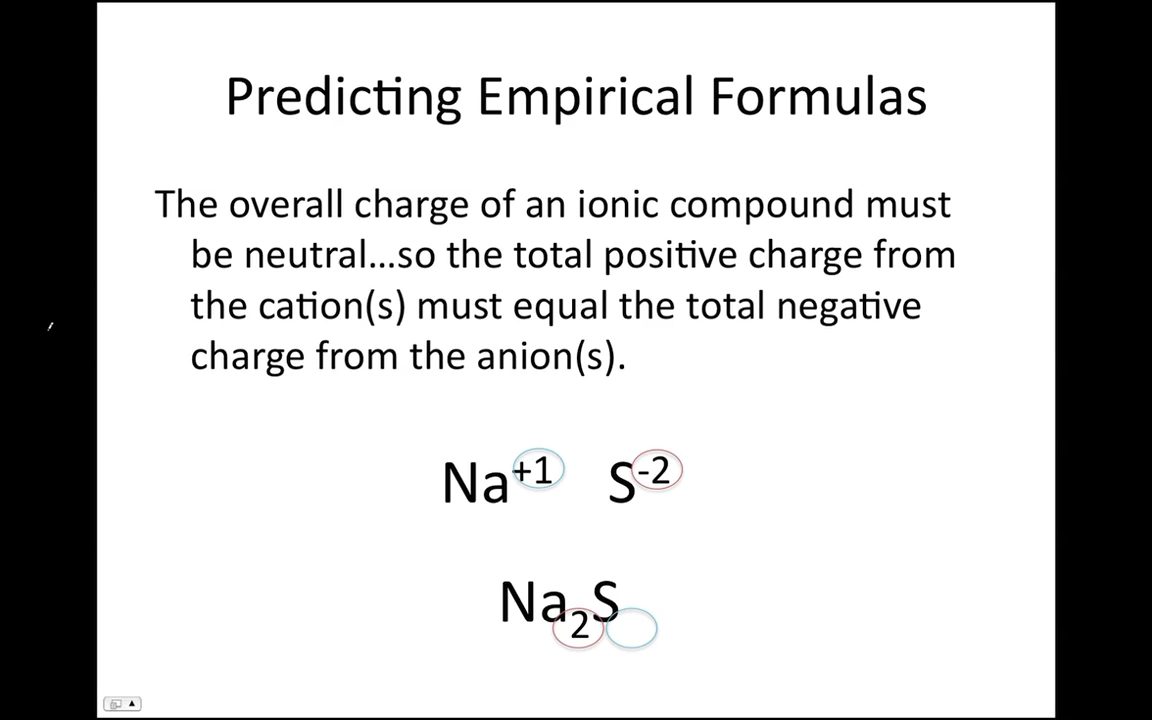 Predicting Empirical Formulas
The overall charge of an ionic compound must
be neutral...so the total positive charge from
the cation(s) must equal the total negative
charge from the anion(s).
Na⁺¹ S⁻²
Na₂S